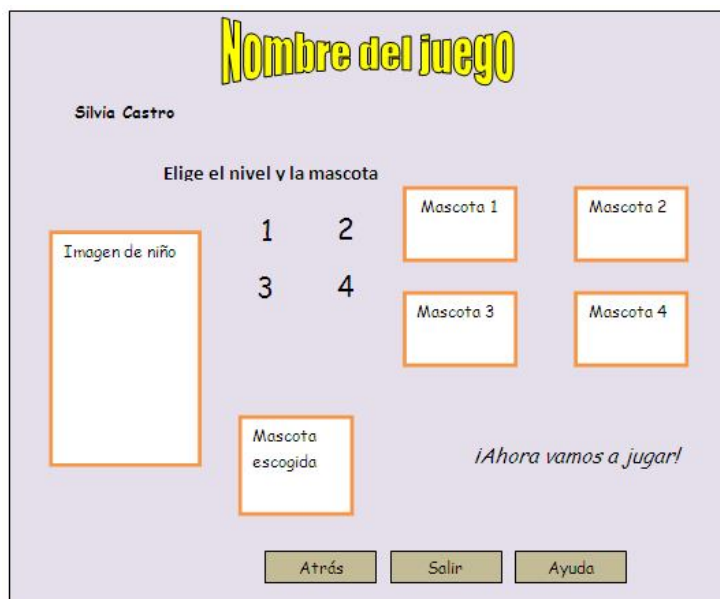 Nombre del juego
Silvia Castro
Elige el nivel y la mascota
Imagen de niño
1 2
3 4
Mascota 1
Mascota 2
Mascota 3
Mascota 4
Mascota
escogida
¡Ahora vamos a jugar!
Atrás
Salir
Ayuda